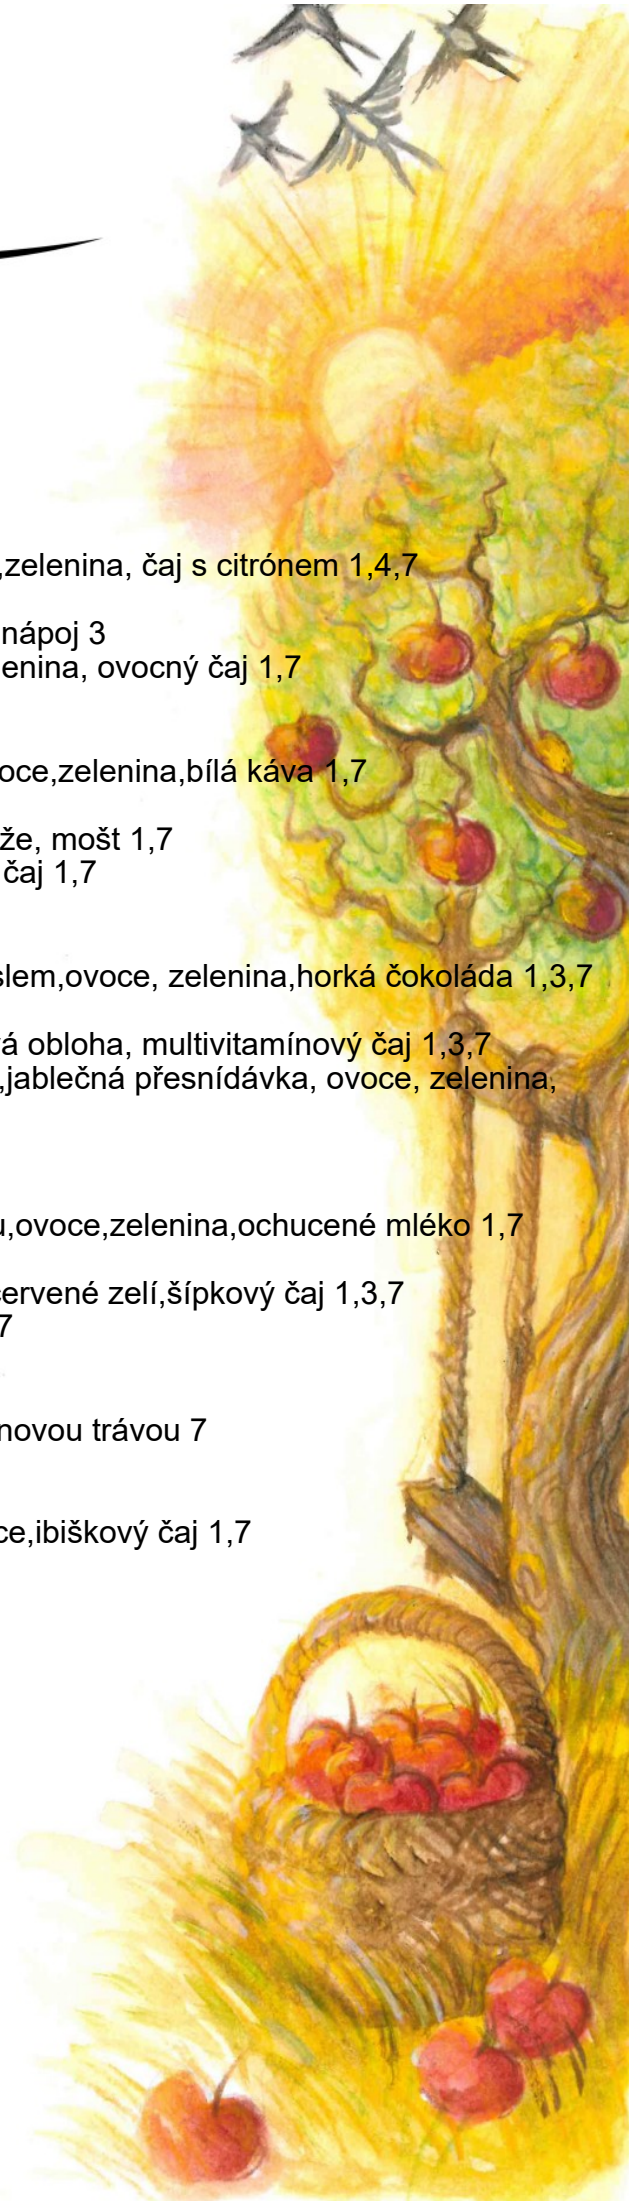 ,zelenina, čaj s citrónem 1,4,7
nápoj 3
enina, ovocný čaj 1,7
oce,zelenina,bílá káva 1,7
že, mošt 1,7
čaj 1,7
slem,ovoce, zelenina,horká čokoláda 1,3,7
á obloha, multivitamínový čaj 1,3,7
,jablečná přesnídávka, ovoce, zelenina,
u,ovoce,zelenina,ochucené mléko 1,7
červené zelí,šípkový čaj 1,3,7
7
novou trávou 7
ce,ibiškový čaj 1,7